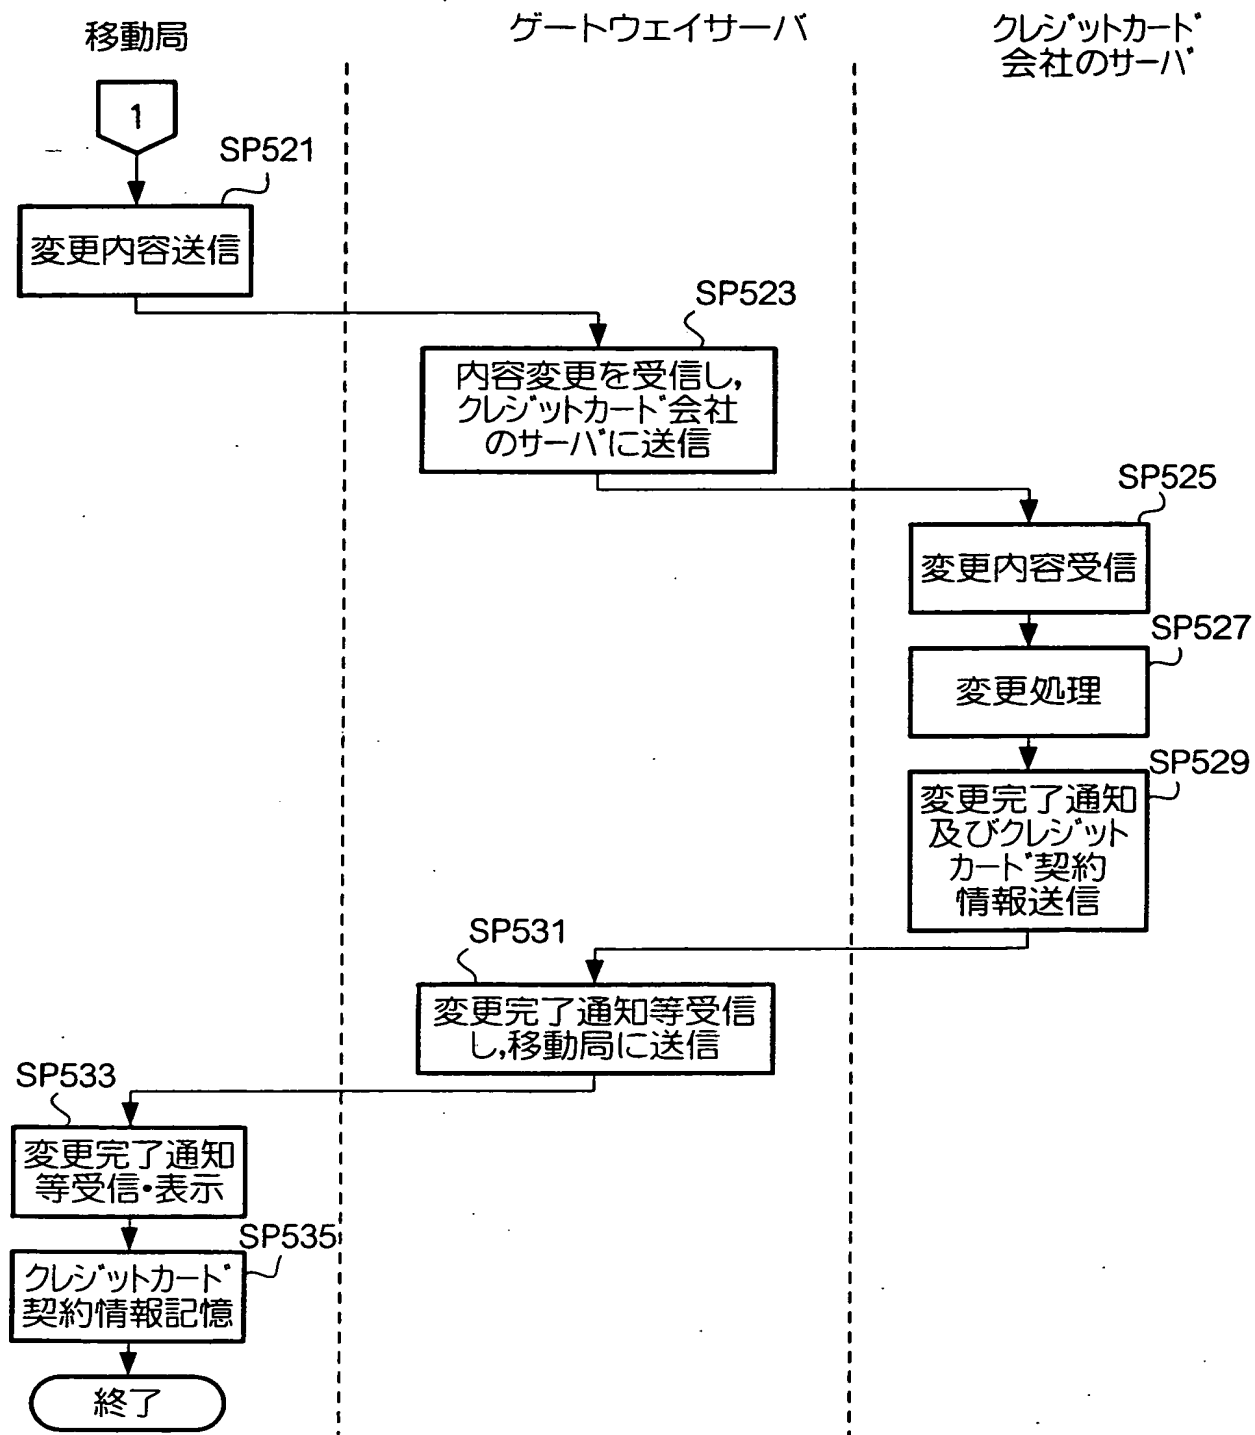 移動局
ゲートウェイサーバ
クレジットカード
会社のサーバ
1
SP521
変更内容送信
SP523
内容変更を受信し,
クレジットカード会社
のサーバに送信
SP525
変更内容受信
SP527
変更処理
SP529
変更完了通知
及びクレジット
カード契約
情報送信
SP531
変更完了通知等受信
し,移動局に送信
SP533
変更完了通知
等受信・表示
SP535
クレジットカード
契約情報記憶
終了